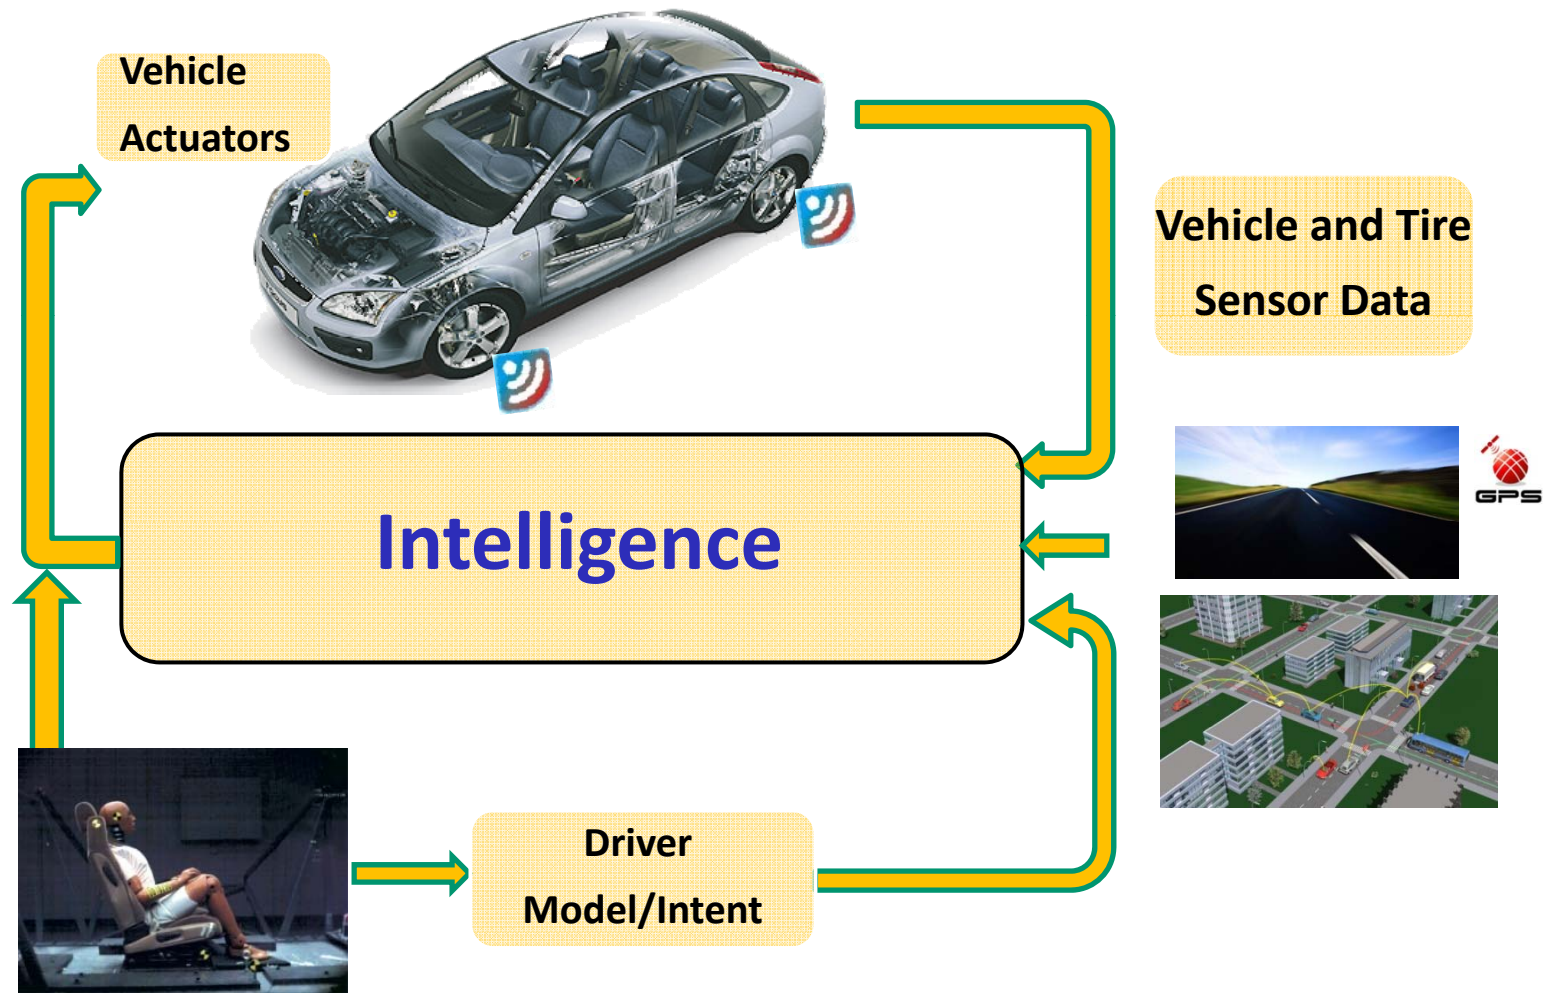 Vehicle
Actuators
Vehicle and Tire
Sensor Data
GPS
Intelligence
Driver
Model/Intent